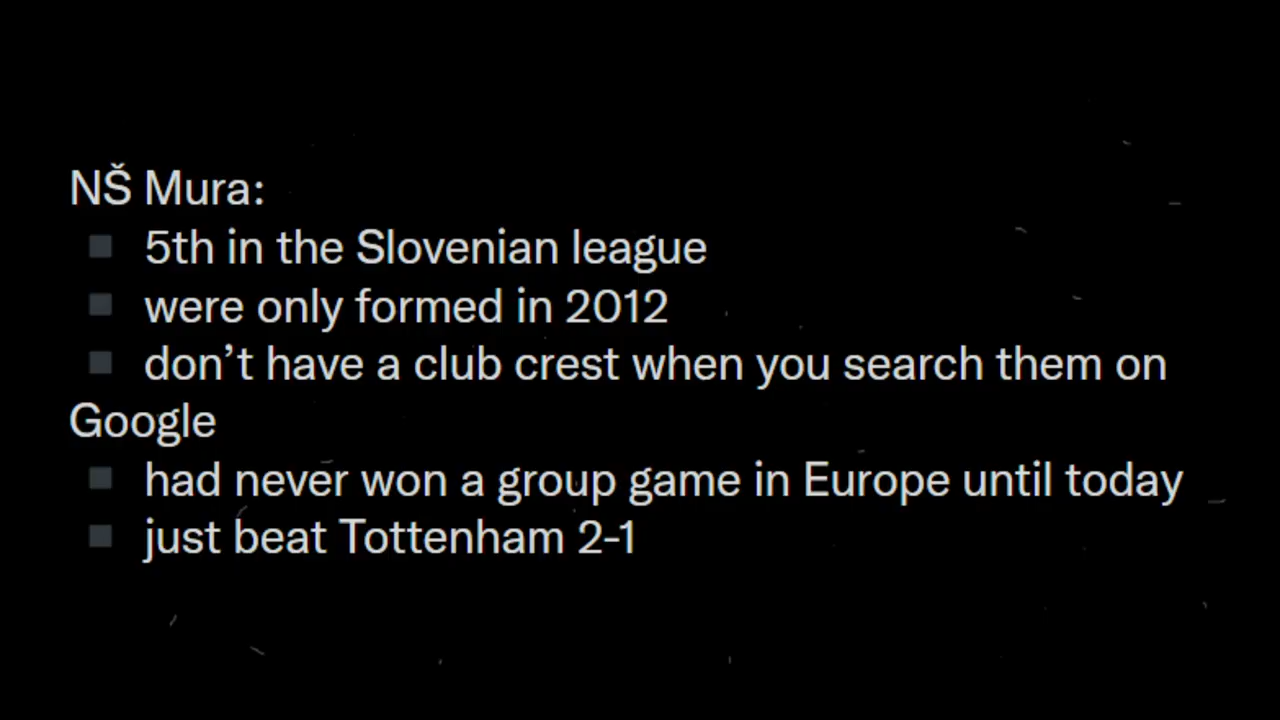 NŠ Mura:
▪ 5th in the Slovenian league
▪ were only formed in 2012
▪ don’t have a club crest when you search them on
Google
▪ had never won a group game in Europe until today
▪ just beat Tottenham 2-1